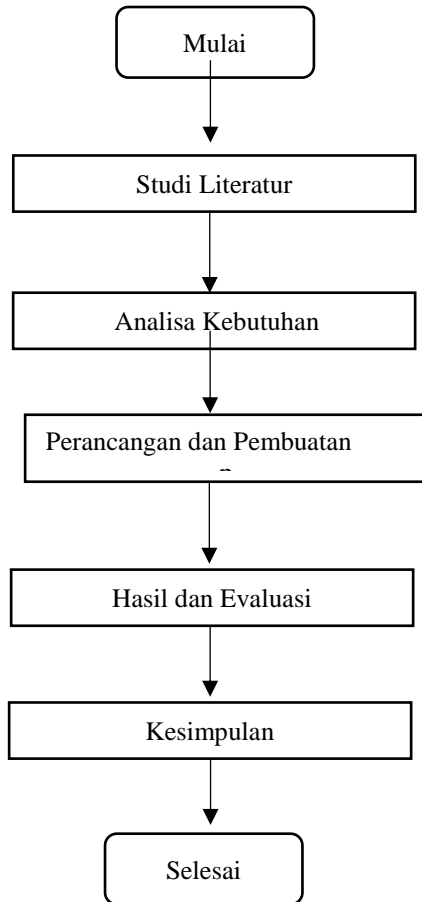 Mulai
Studi Literatur
Analisa Kebutuhan
Perancangan dan Pembuatan
Hasil dan Evaluasi
Kesimpulan
Selesai